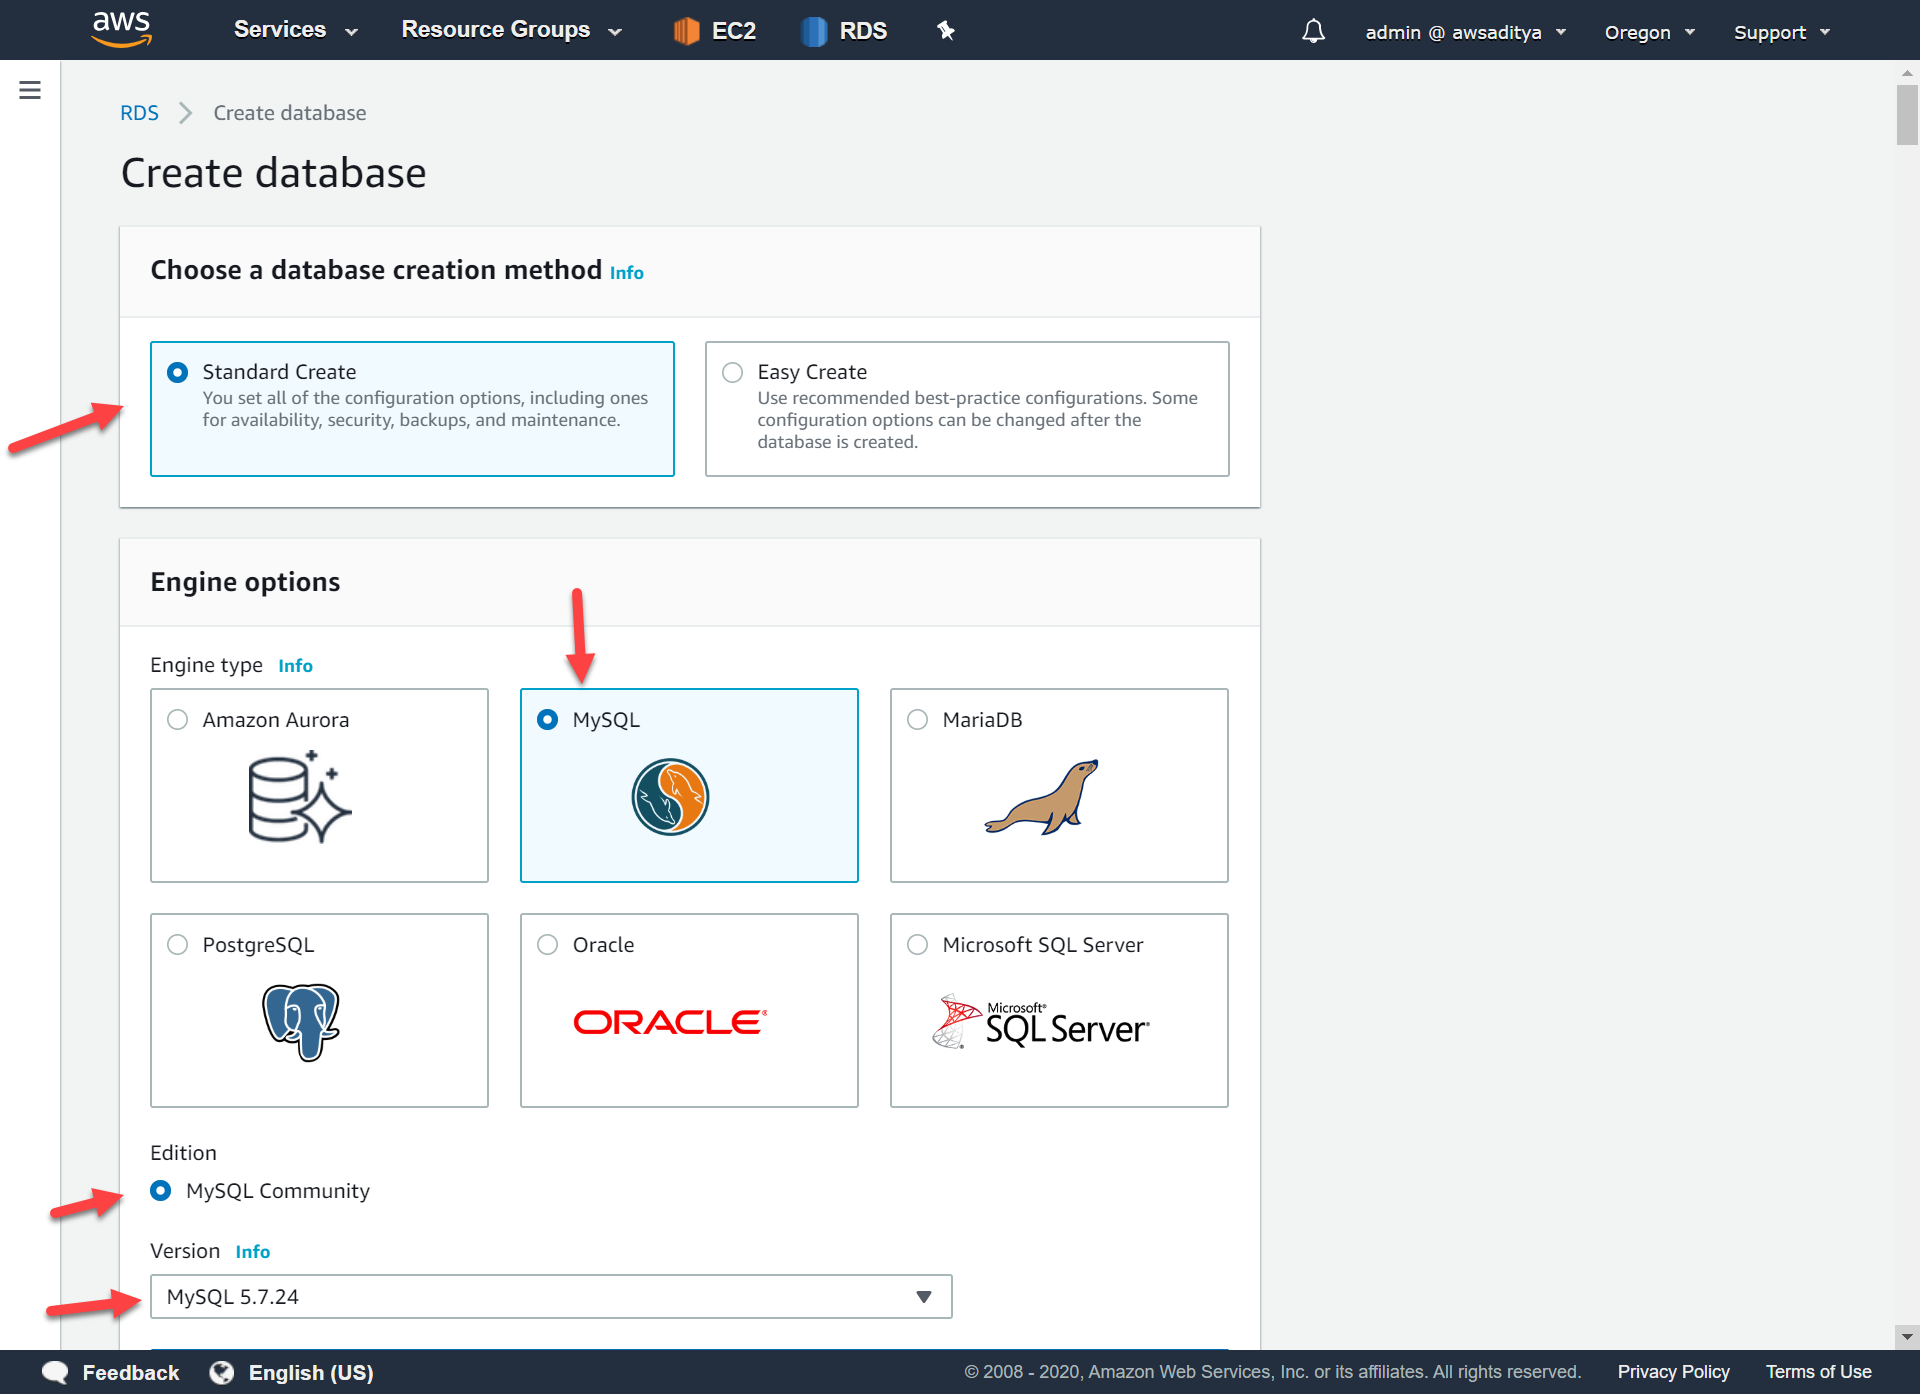 aws Services Resource Groups EC2 RDS admin @ awsaditya Oregon Support
RDS Create database
Create database
Choose a database creation method Info
Standard Create
You set all of the configuration options, including ones
for availability, security, backups, and maintenance.
Easy Create
Use recommended best-practice configurations. Some
configuration options can be changed after the
database is created.
Engine options
Engine type Info
Amazon Aurora
MySQL
MariaDB
PostgreSQL
Oracle
ORACLE®
Microsoft SQL Server
Microsoft®
SQL Server®
Edition
MySQL Community
Version Info
MySQL 5.7.24
Feedback English (US) © 2008 - 2020, Amazon Web Services, Inc. or its affiliates. All rights reserved. Privacy Policy Terms of Use